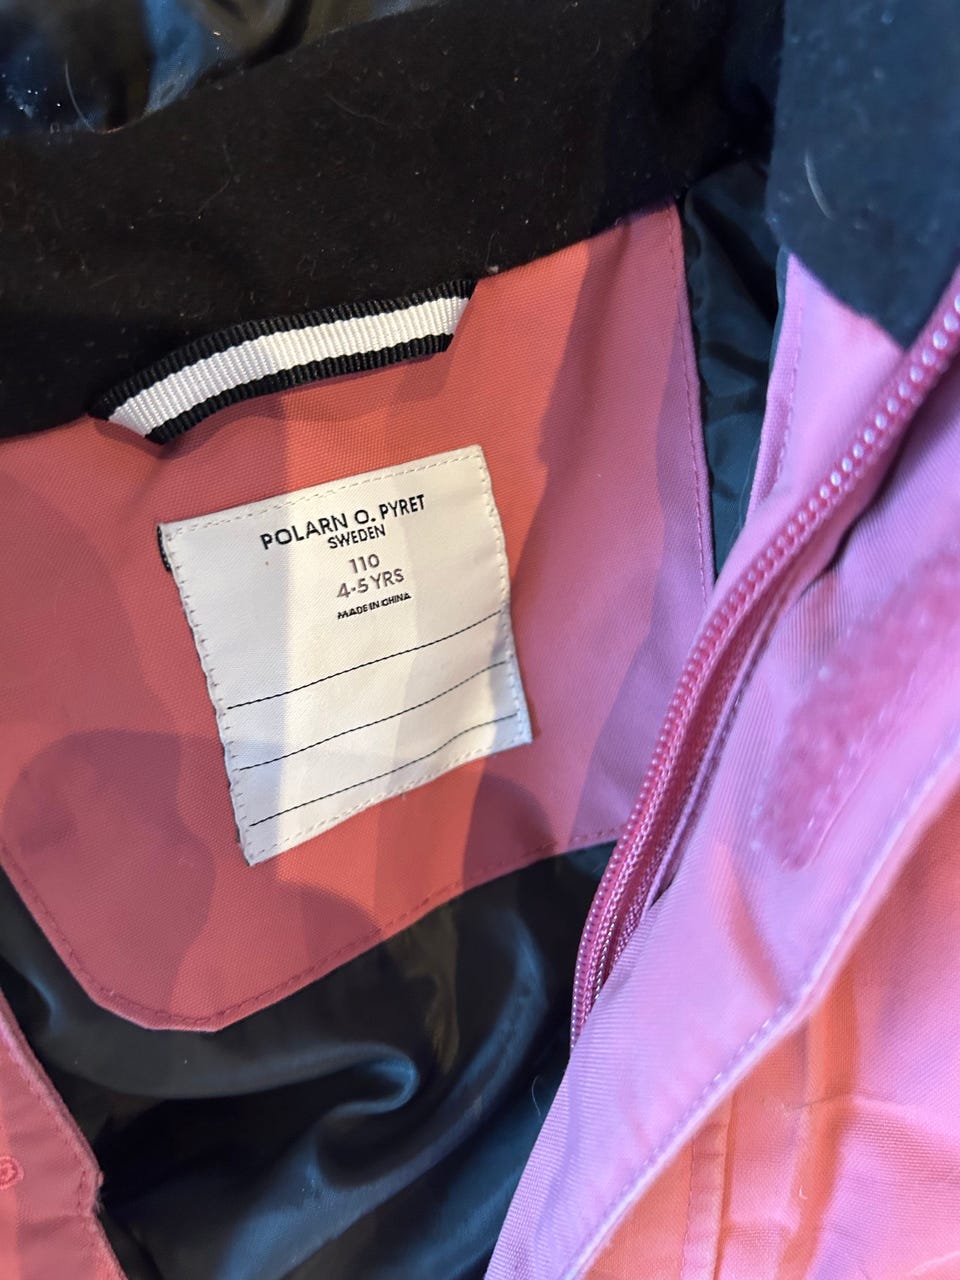 POLARN O. PYRET
SWEDEN
110
4-5 YRS
MADE IN CHINA